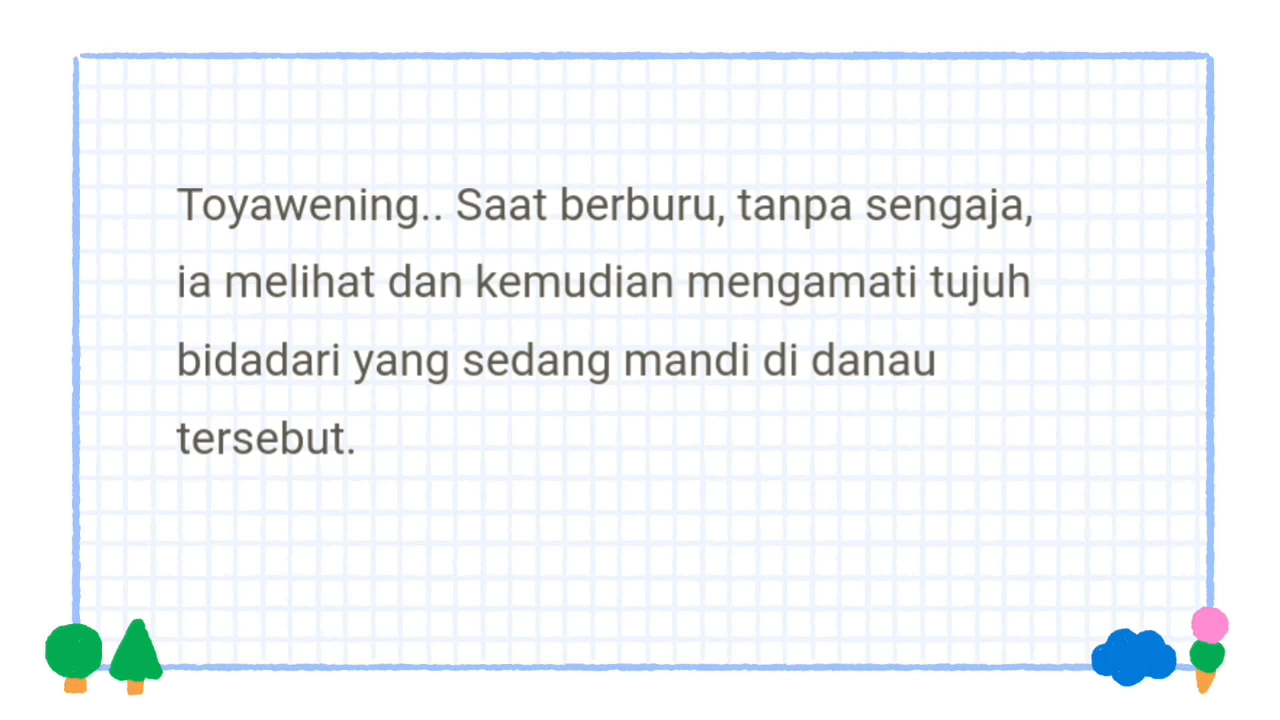 Toyawening.. Saat berburu, tanpa sengaja,
ia melihat dan kemudian mengamati tujuh
bidadari yang sedang mandi di danau
tersebut.